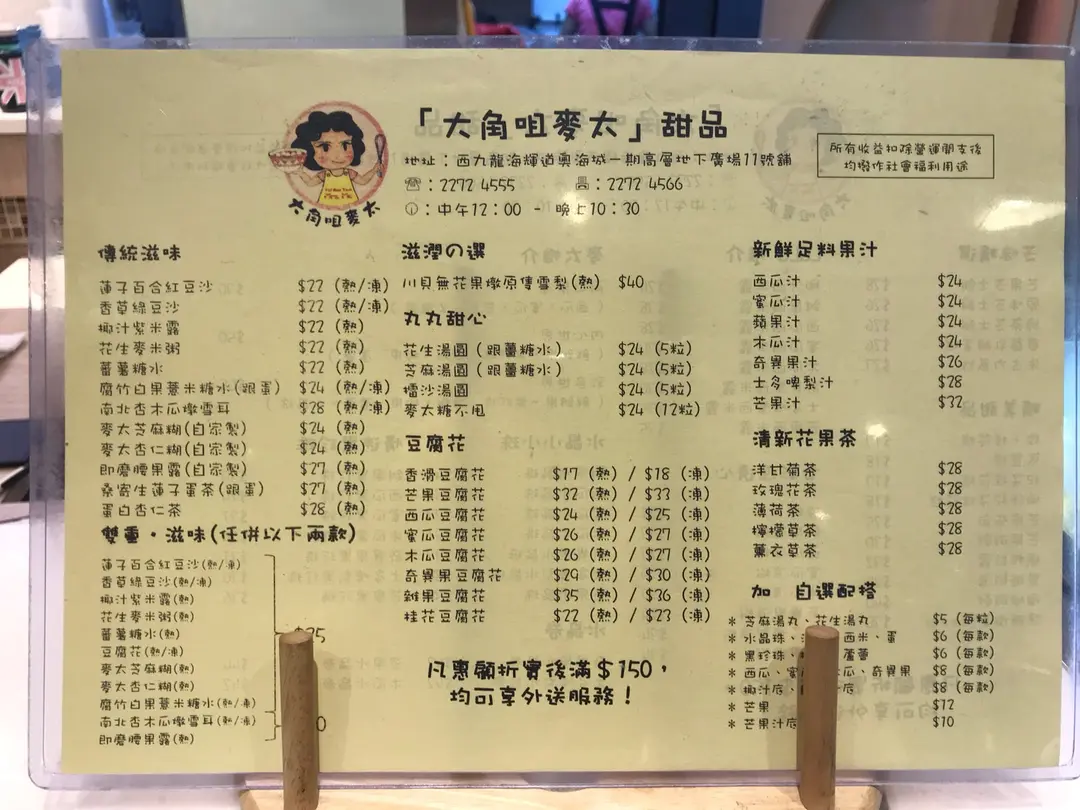 「大角咀麥太」甜品
地址：西九龍海輝道奧海城一期高層地下廣場11號舖
☎：2272 4555 ：2272 4566
：中午12：00 - 晚上10：30
所有收益扣除營運開支後
均撥作社會福利用途
大角咀麥太
傳統滋味
蓮子百合紅豆沙 $22 (熱/凍)
香草綠豆沙 $22 (熱/凍)
椰汁紫米露 $22 (熱)
花生麥米粥 $22 (熱)
蕃薯糖水 $22 (熱)
腐竹白果薏米糖水(跟蛋) $24 (熱/凍)
南北杏木瓜燉雪耳 $28 (熱/凍)
麥太芝麻糊(自家製) $24 (熱)
麥太杏仁糊(自家製) $24 (熱)
即磨腰果露(自家製) $27 (熱)
桑寄生蓮子蛋茶(跟蛋) $27 (熱)
蛋白杏仁茶 $28 (熱)
雙重·滋味(任併以下兩款)
蓮子百合紅豆沙(熱/凍)
香草綠豆沙(熱/凍)
椰汁紫米露(熱)
花生麥米粥(熱)
蕃薯糖水(熱)
豆腐花(熱/凍)
麥太芝麻糊(熱)
麥太杏仁糊(熱)
腐竹白果薏米糖水(熱/凍)
南北杏木瓜燉雪耳(熱/凍)
即磨腰果露(熱)
滋潤の選
川貝無花果燉原隻雪梨(熱) $40
丸丸甜心
花生湯圓(跟薑糖水) $24 (5粒)
芝麻湯圓(跟薑糖水) $24 (5粒)
擂沙湯圓 $24 (5粒)
麥太糖不甩 $24 (12粒)
豆腐花
香滑豆腐花 $17 (熱) / $18 (凍)
芒果豆腐花 $32 (熱) / $33 (凍)
西瓜豆腐花 $24 (熱) / $25 (凍)
蜜瓜豆腐花 $26 (熱) / $27 (凍)
木瓜豆腐花 $26 (熱) / $27 (凍)
奇異果豆腐花 $29 (熱) / $30 (凍)
雜果豆腐花 $35 (熱) / $36 (凍)
桂花豆腐花 $22 (熱) / $23 (凍)
凡惠顧折實後滿$150，
均可享外送服務！
新鮮足料果汁
西瓜汁 $24
蜜瓜汁 $24
蘋果汁 $24
木瓜汁 $24
奇異果汁 $26
士多啤梨汁 $28
芒果汁 $32
清新花果茶
洋甘菊茶 $28
玫瑰花茶 $28
薄荷茶 $28
檸檬草茶 $28
薰衣草茶 $28
加 自選配搭
* 芝麻湯丸、花生湯丸 $5 (每粒)
* 水晶珠、西米、蛋 $6 (每款)
* 黑珍珠、蘆薈 $6 (每款)
* 西瓜、瓜、奇異果 $8 (每款)
* 椰汁底、底 $8 (每款)
* 芒果 $12
* 芒果汁底 $10